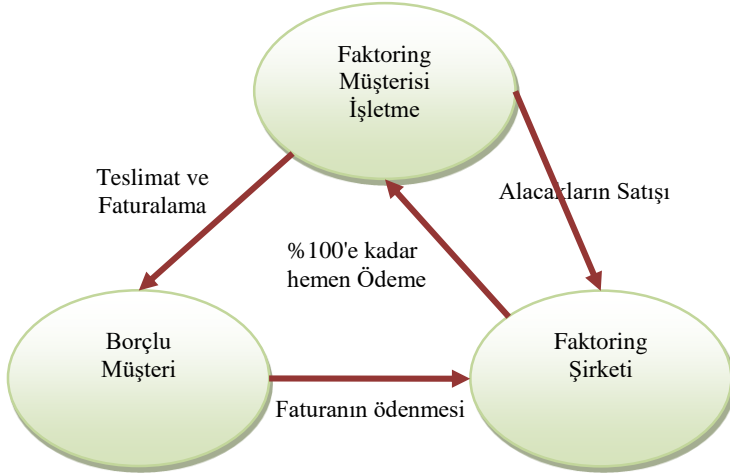 Faktoring
Müşterisi
İşletme
Teslimat ve
Faturalama
Alacakların Satışı
%100'e kadar
hemen Ödeme
Borçlu
Müşteri
Faktoring
Şirketi
Faturanın ödenmesi